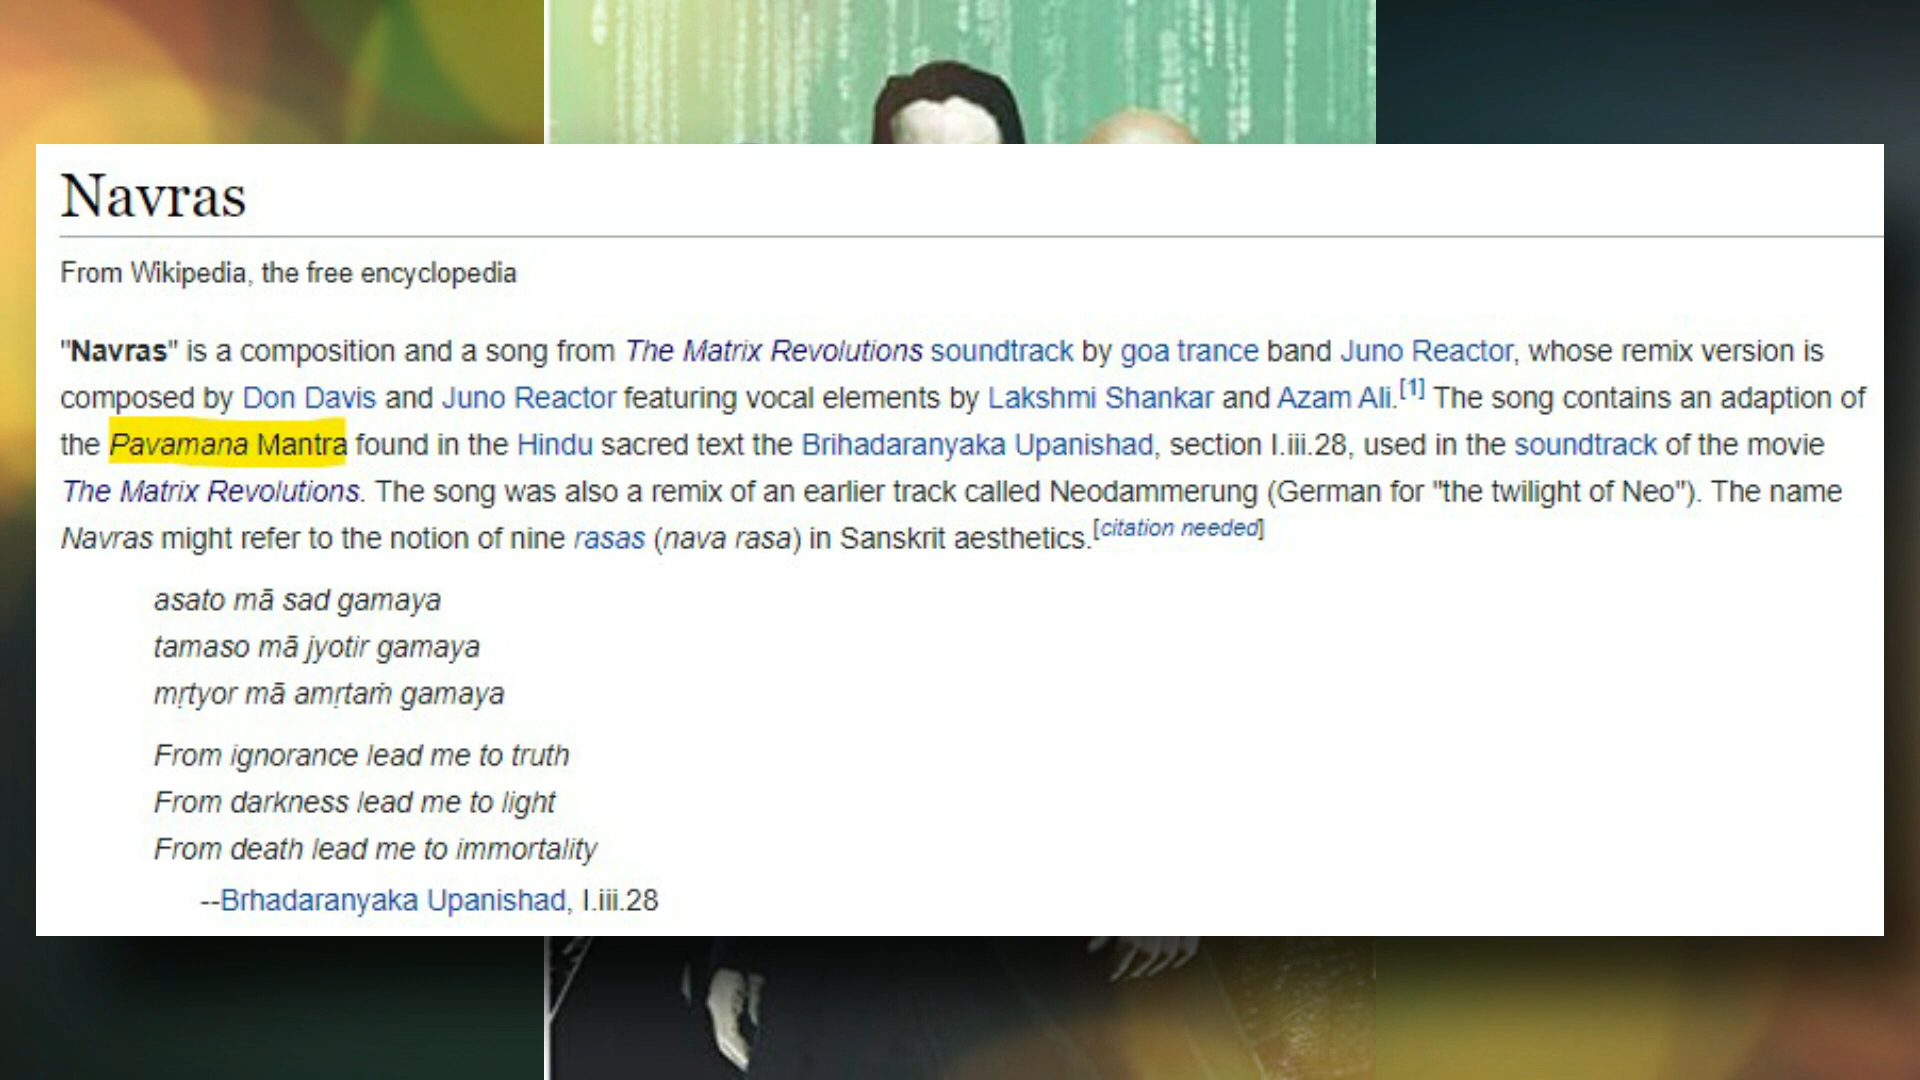 Navras
From Wikipedia, the free encyclopedia
"Navras" is a composition and a song from The Matrix Revolutions soundtrack by goa trance band Juno Reactor, whose remix version is
composed by Don Davis and Juno Reactor featuring vocal elements by Lakshmi Shankar and Azam Ali.[1] The song contains an adaption of
the Pavamana Mantra found in the Hindu sacred text the Brihadaranyaka Upanishad, section I.iii.28, used in the soundtrack of the movie
The Matrix Revolutions. The song was also a remix of an earlier track called Neodammerung (German for "the twilight of Neo"). The name
Navras might refer to the notion of nine rasas (nava rasa) in Sanskrit aesthetics.[citation needed]
asato mā sad gamaya
tamaso mā jyotir gamaya
mṛtyor mā amṛtaṁ gamaya
From ignorance lead me to truth
From darkness lead me to light
From death lead me to immortality
--Brhadaranyaka Upanishad, I.iii.28